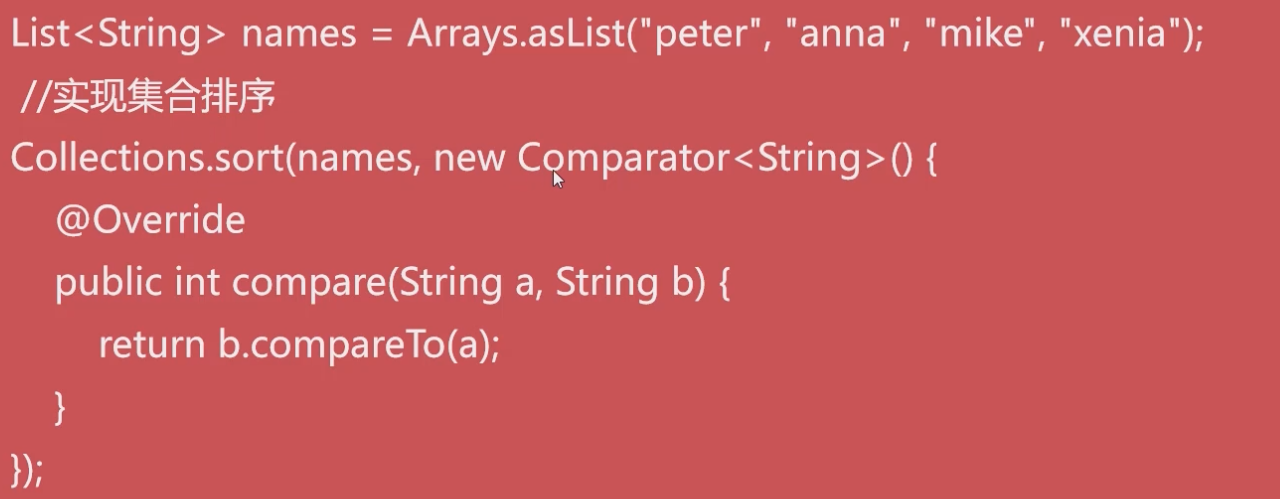 List<String> names = Arrays.asList("peter", "anna", "mike", "xenia");
//实现集合排序
Collections.sort(names, new Comparator<String>() {
@Override
public int compare(String a, String b) {
return b.compareTo(a);
}
});